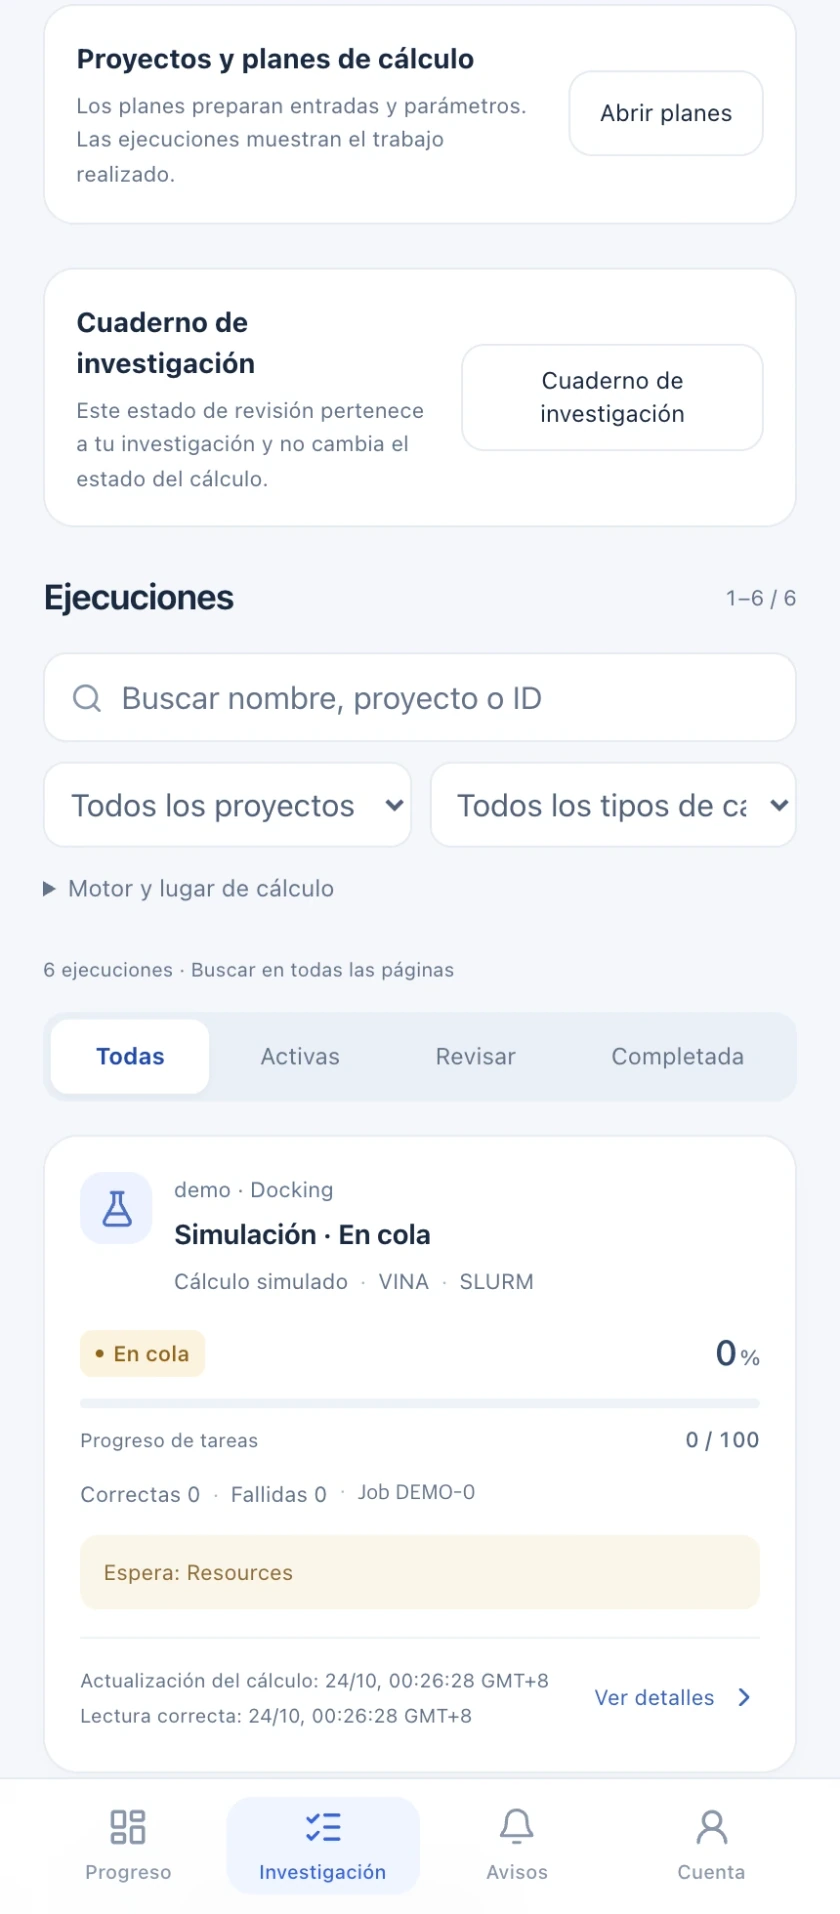 Proyectos y planes de cálculo
Los planes preparan entradas y parámetros.
Las ejecuciones muestran el trabajo
realizado.
Abrir planes
Cuaderno de
investigación
Este estado de revisión pertenece
a tu investigación y no cambia el
estado del cálculo.
Cuaderno de
investigación
Ejecuciones
1–6 / 6
Buscar nombre, proyecto o ID
Todos los proyectos
Todos los tipos de ca
Motor y lugar de cálculo
6 ejecuciones · Buscar en todas las páginas
Todas
Activas
Revisar
Completada
demo · Docking
Simulación · En cola
Cálculo simulado · VINA · SLURM
En cola
0 %
Progreso de tareas
0 / 100
Correctas 0 · Fallidas 0 · Job DEMO-0
Espera: Resources
Actualización del cálculo: 24/10, 00:26:28 GMT+8
Lectura correcta: 24/10, 00:26:28 GMT+8
Ver detalles
Progreso
Investigación
Avisos
Cuenta